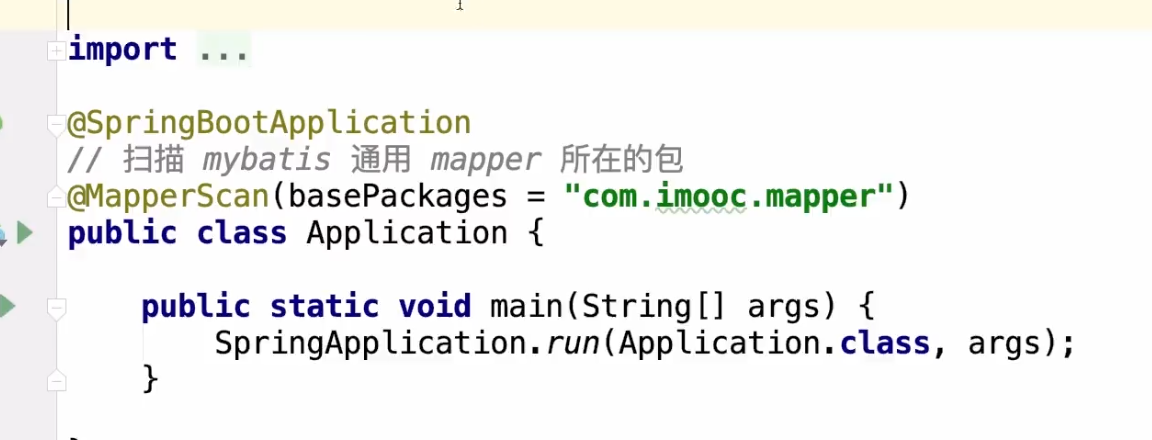 import ...
@SpringBootApplication
// 扫描 mybatis 通用 mapper 所在的包
@MapperScan(basePackages = "com.imooc.mapper")
public class Application {
public static void main(String[] args) {
SpringApplication.run(Application.class, args);
}